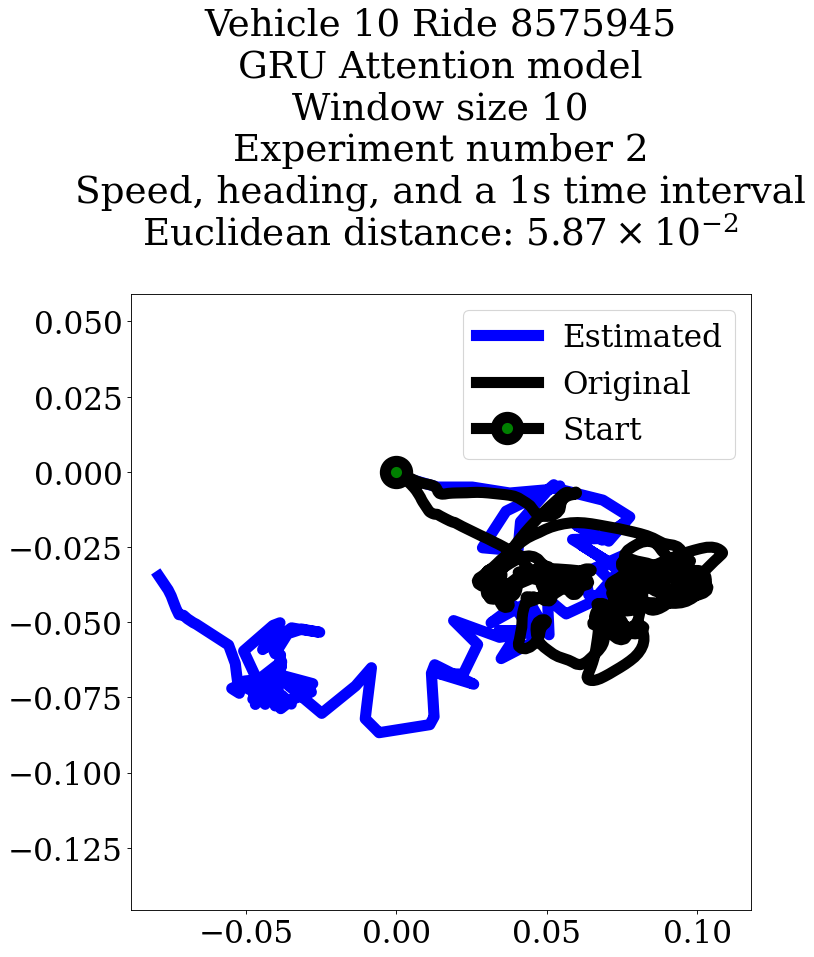 Vehicle 10 Ride 8575945
GRU Attention model
Window size 10
Experiment number 2
Speed, heading, and a 1s time interval
Euclidean distance: 5.87 × 10⁻²
Estimated
Original
Start
0.050
0.025
0.000
−0.025
−0.050
−0.075
−0.100
−0.125
−0.05
0.00
0.05
0.10